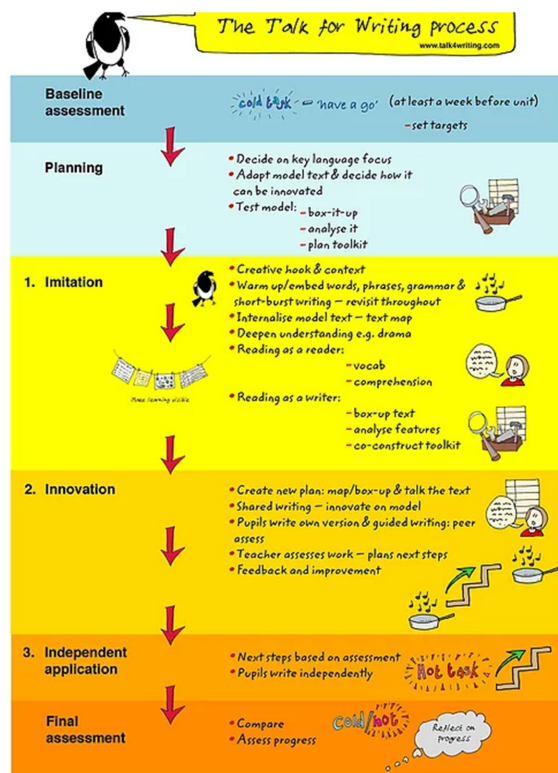 The Talk for Writing process
www.talk4writing.com
Baseline
assessment
cold task – 'have a go' (at least a week before unit)
– set targets
Planning
• Decide on key language focus
• Adapt model text & decide how it
can be innovated
• Test model: – box-it-up
– analyse it
– plan toolkit
1. Imitation
• Creative hook & context
• Warm up/embed words, phrases, grammar &
short-burst writing – revisit throughout
• Internalise model text – text map
• Deepen understanding e.g. drama
• Reading as a reader:
– vocab
– comprehension
Make learning visible
• Reading as a writer:
– box-up text
– analyse features
– co-construct toolkit
2. Innovation
• Create new plan: map/box-up & talk the text
• Shared writing – innovate on model
• Pupils write own version & guided writing: peer
assess
• Teacher assesses work – plans next steps
• Feedback and improvement
3. Independent
application
• Next steps based on assessment
• Pupils write independently
Hot task
Final
assessment
• Compare
• Assess progress
Cold/hot
Reflect on
progress